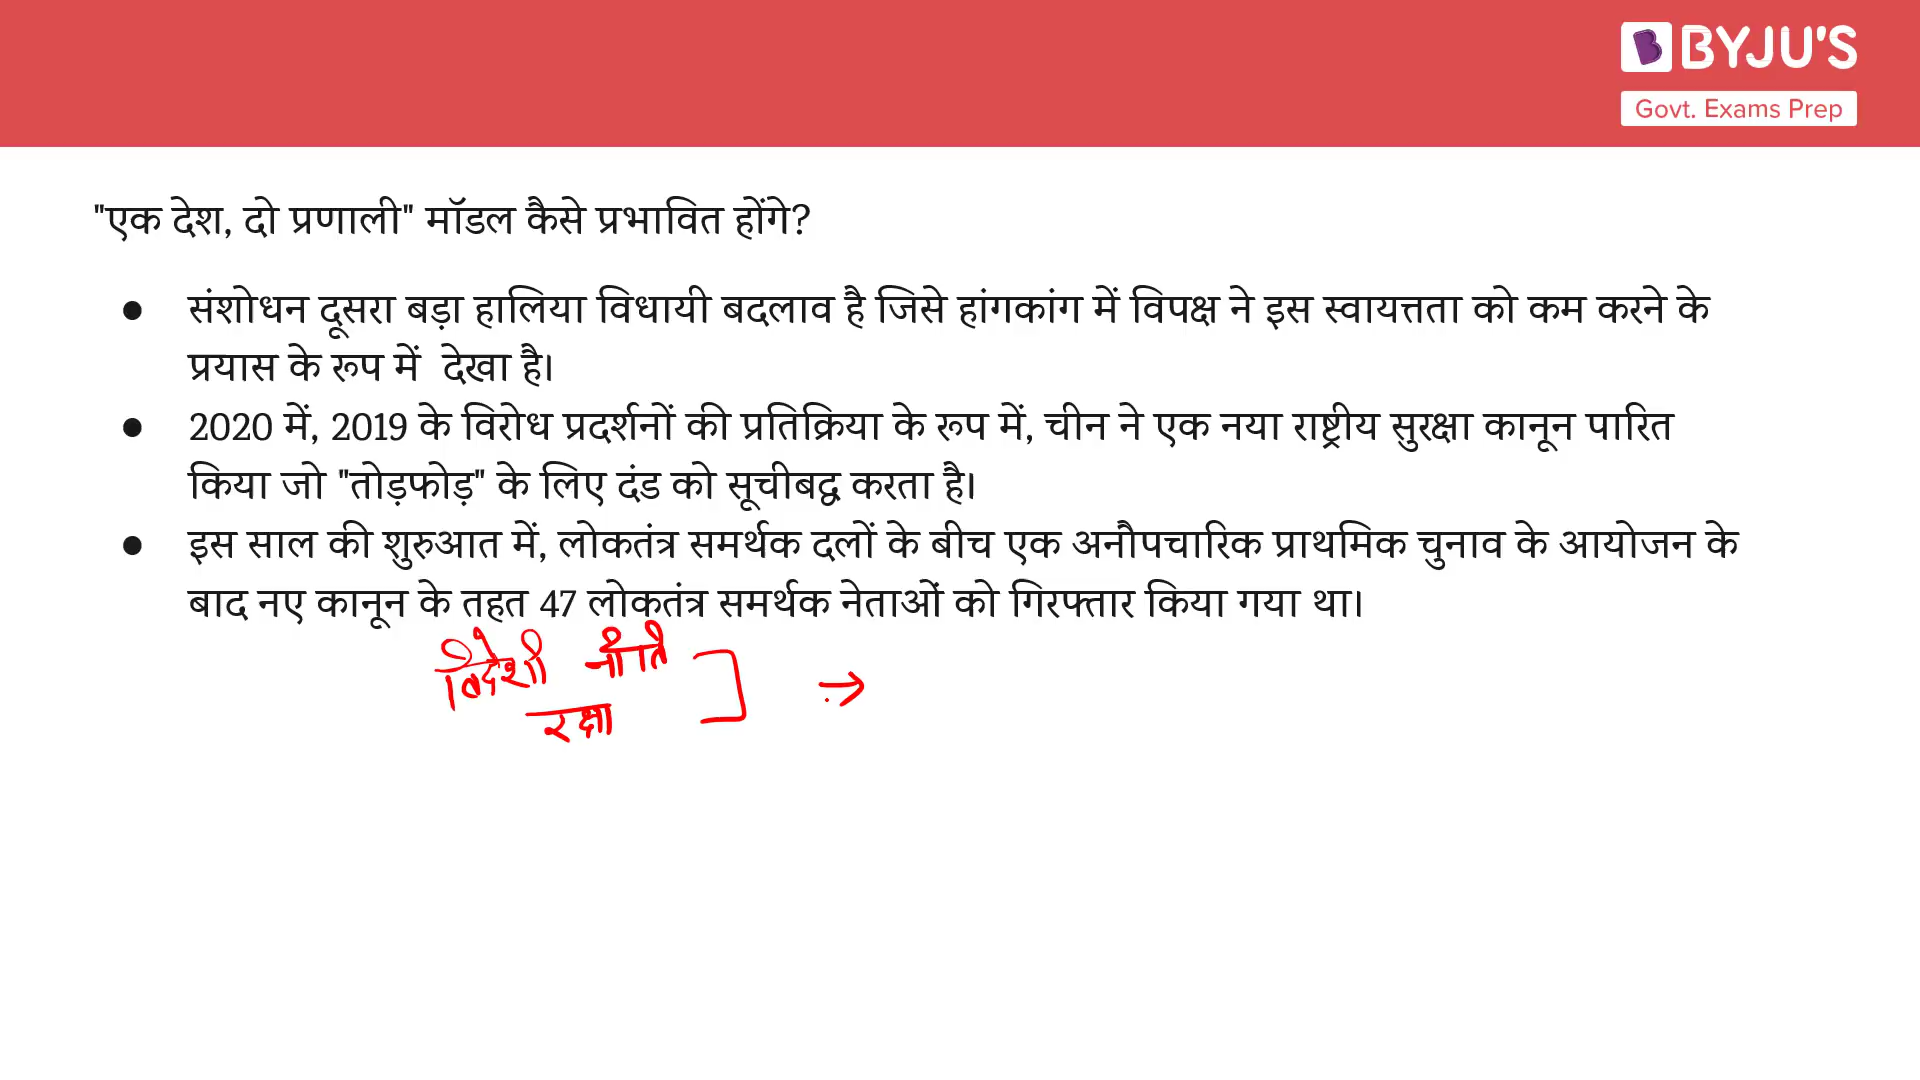 BYJU'S
Govt. Exams Prep
"एक देश, दो प्रणाली" मॉडल कैसे प्रभावित होंगे?
● संशोधन दूसरा बड़ा हालिया विधायी बदलाव है जिसे हांगकांग में विपक्ष ने इस स्वायत्तता को कम करने के
प्रयास के रूप में देखा है।
● 2020 में, 2019 के विरोध प्रदर्शनों की प्रतिक्रिया के रूप में, चीन ने एक नया राष्ट्रीय सुरक्षा कानून पारित
किया जो "तोड़फोड़" के लिए दंड को सूचीबद्ध करता है।
● इस साल की शुरुआत में, लोकतंत्र समर्थक दलों के बीच एक अनौपचारिक प्राथमिक चुनाव के आयोजन के
बाद नए कानून के तहत 47 लोकतंत्र समर्थक नेताओं को गिरफ्तार किया गया था।
विदेशी नीति
रक्षा